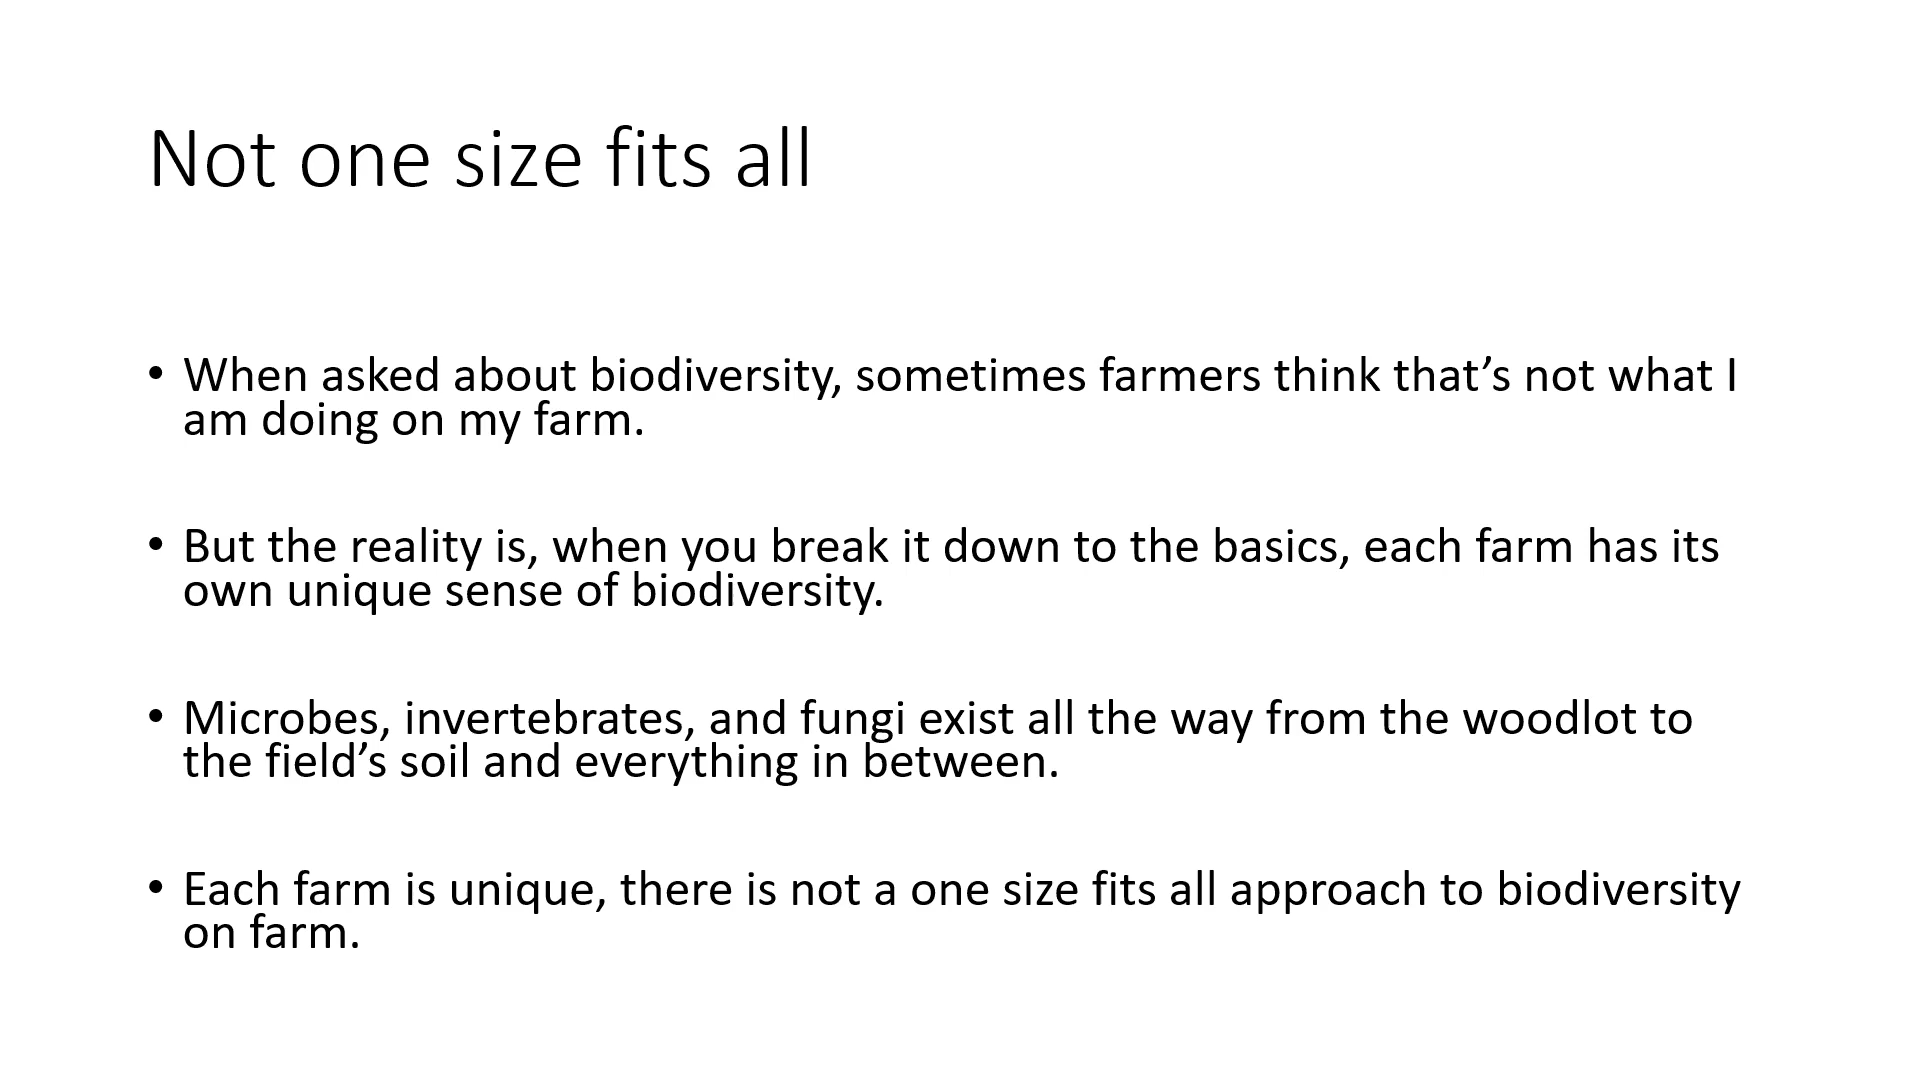 Not one size fits all
• When asked about biodiversity, sometimes farmers think that’s not what I
am doing on my farm.
• But the reality is, when you break it down to the basics, each farm has its
own unique sense of biodiversity.
• Microbes, invertebrates, and fungi exist all the way from the woodlot to
the field’s soil and everything in between.
• Each farm is unique, there is not a one size fits all approach to biodiversity
on farm.